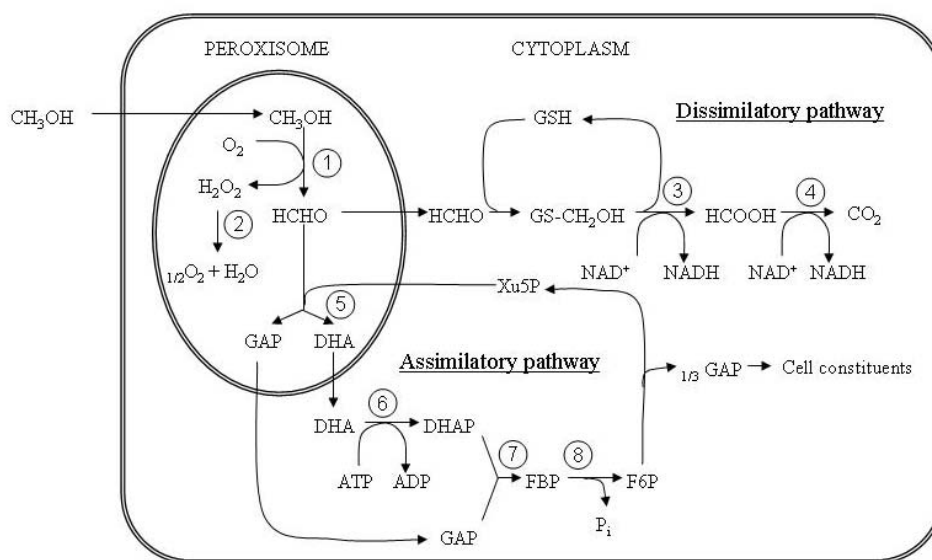 PEROXISOME CYTOPLASM
CH₃OH CH₃OH GSH Dissimilatory pathway
O₂ 1
H₂O₂ 3 4
HCHO HCHO GS-CH₂OH HCOOH CO₂
2
1/2O₂ + H₂O NAD⁺ NADH NAD⁺ NADH
Xu5P
5
GAP DHA
Assimilatory pathway 1/3 GAP Cell constituents
6
DHA DHAP
7 8
ATP ADP FBP F6P
Pᵢ
GAP